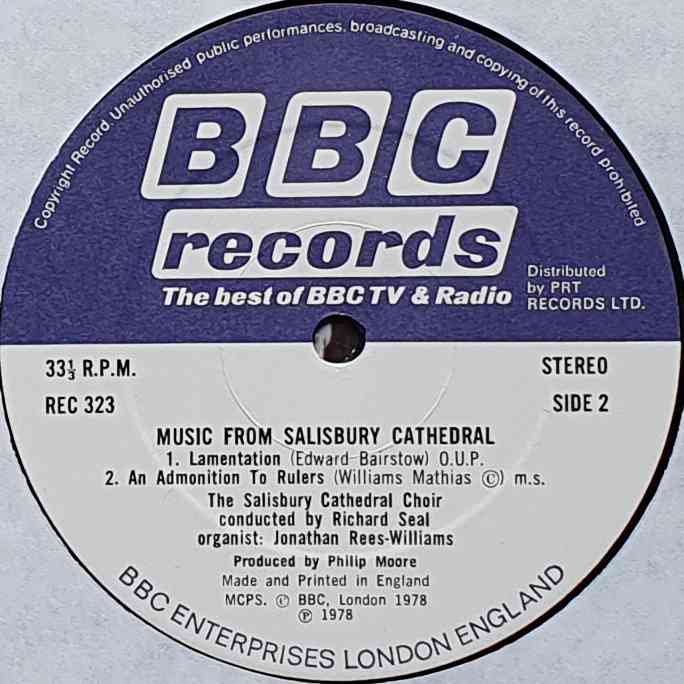 Copyright Record. Unauthorised public performances, broadcasting and copying of this record prohibited
BBC
records
The best of BBC TV & Radio
Distributed
by PRT
RECORDS LTD.
33⅓ R.P.M.
STEREO
REC 323
SIDE 2
MUSIC FROM SALISBURY CATHEDRAL
1. Lamentation (Edward Bairstow) O.U.P.
2. An Admonition To Rulers (Williams Mathias ©) m.s.
The Salisbury Cathedral Choir
conducted by Richard Seal
organist: Jonathan Rees-Williams
Produced by Philip Moore
Made and Printed in England
MCPS. © BBC, London 1978
℗ 1978
BBC ENTERPRISES LONDON ENGLAND